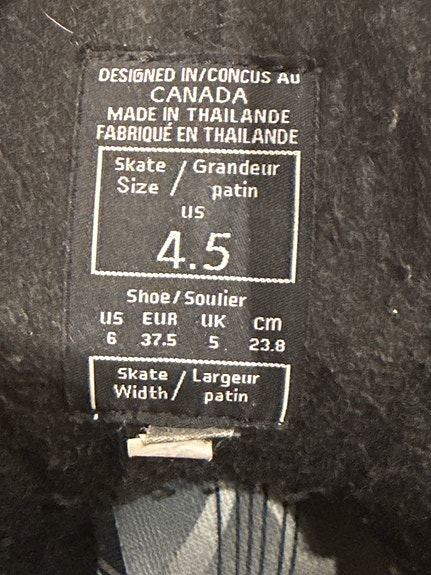 DESIGNED IN/CONCUS AU
CANADA
MADE IN THAILANDE
FABRIQUÉ EN THAILANDE
Skate / Grandeur
Size / patin
US
4.5
Shoe/Soulier
US EUR UK CM
6 37.5 5 23.8
Skate / Largeur
Width / patin